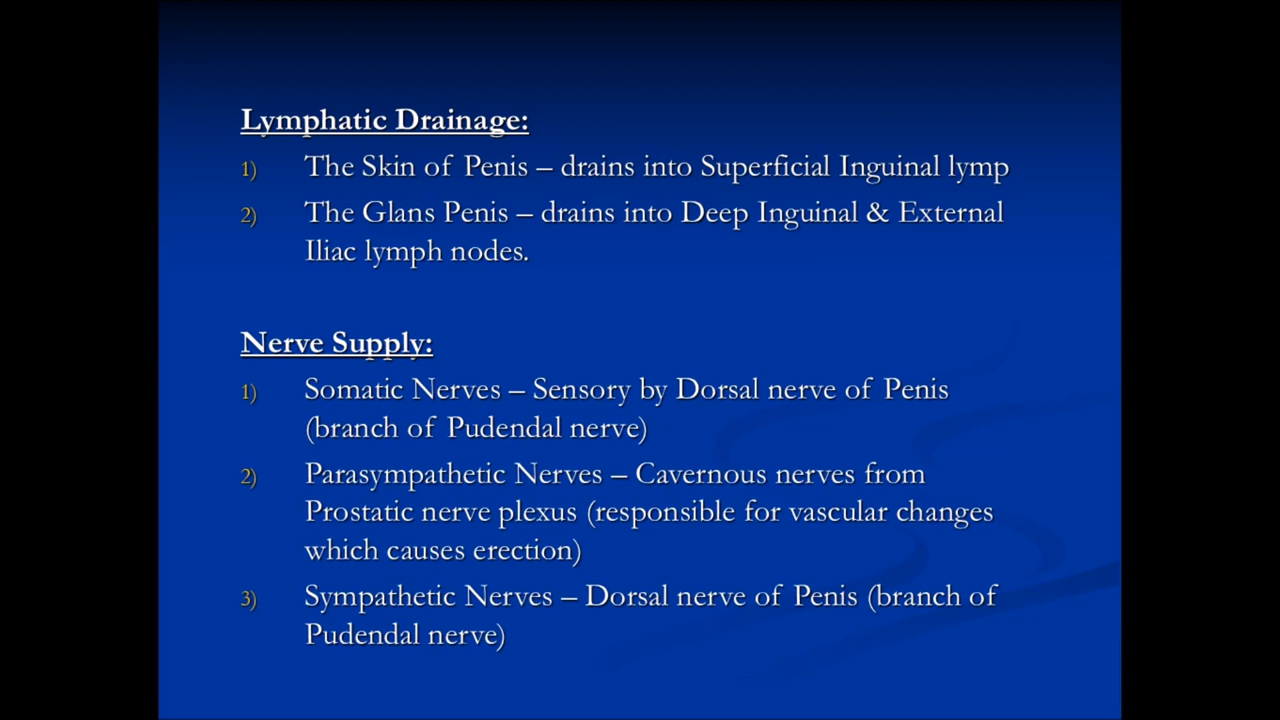 Lymphatic Drainage:
1) The Skin of Penis – drains into Superficial Inguinal lymp
2) The Glans Penis – drains into Deep Inguinal & External
Iliac lymph nodes.
Nerve Supply:
1) Somatic Nerves – Sensory by Dorsal nerve of Penis
(branch of Pudendal nerve)
2) Parasympathetic Nerves – Cavernous nerves from
Prostatic nerve plexus (responsible for vascular changes
which causes erection)
3) Sympathetic Nerves – Dorsal nerve of Penis (branch of
Pudendal nerve)